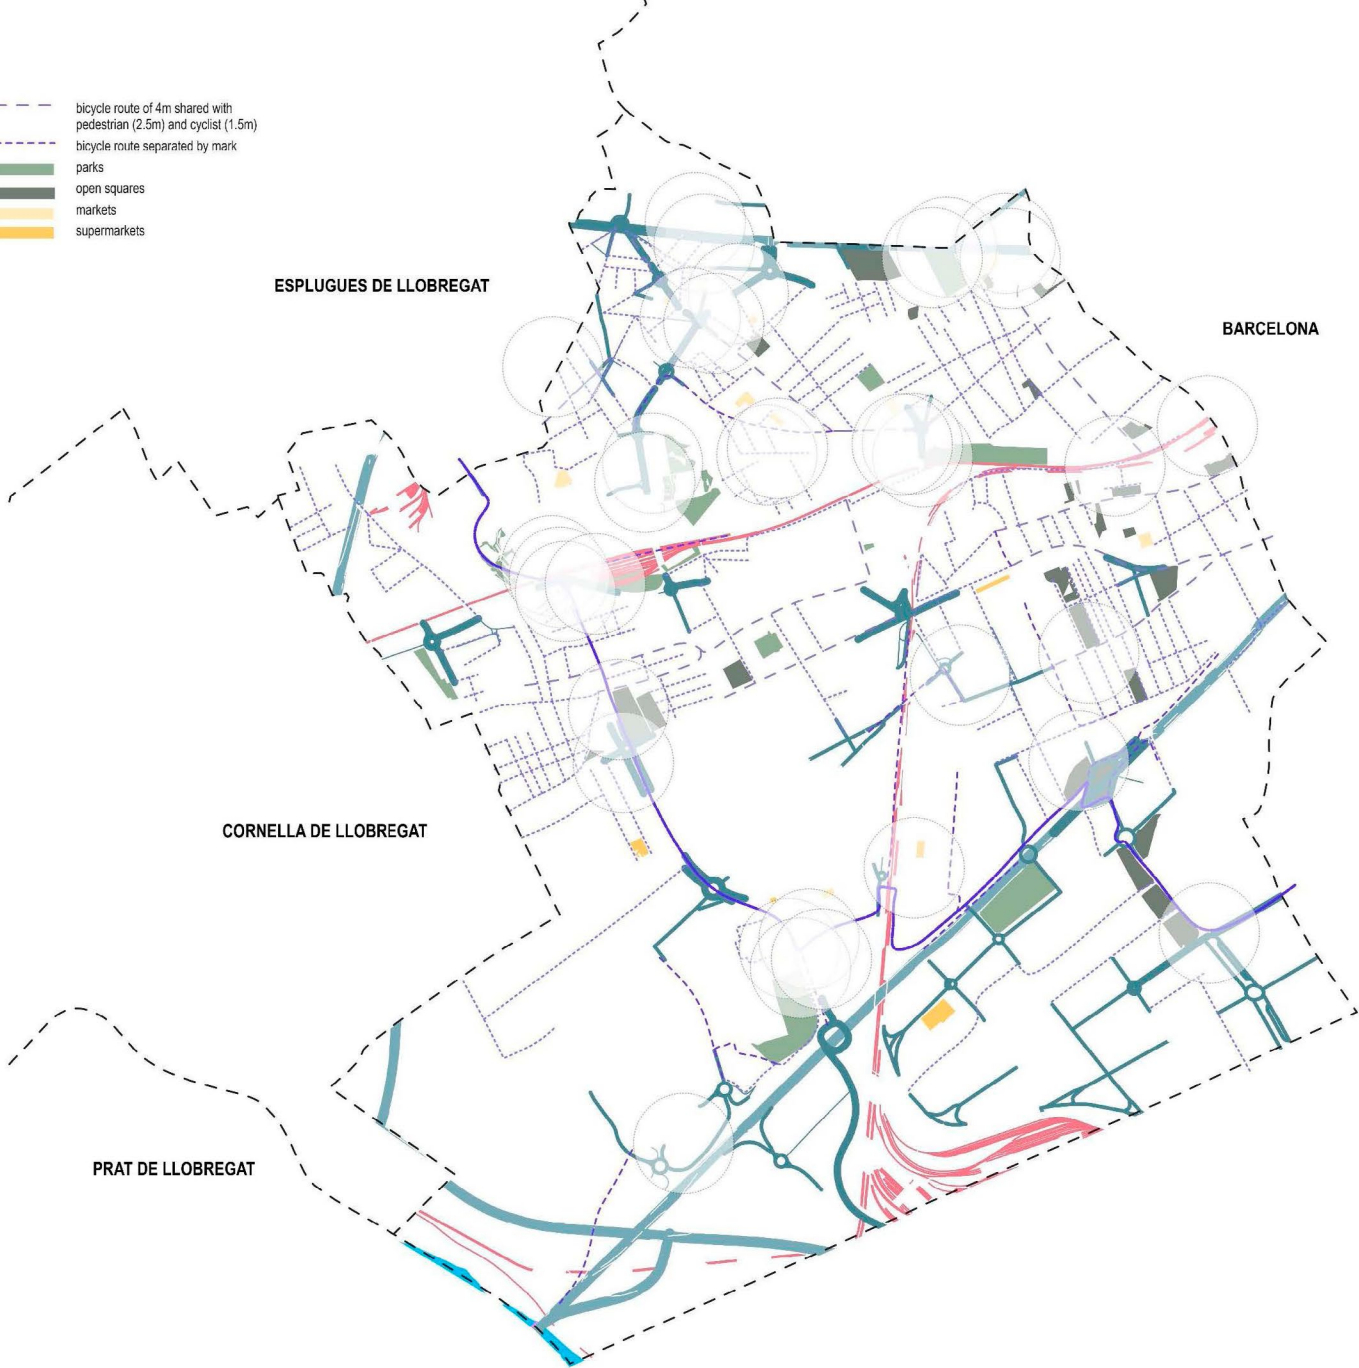 bicycle route of 4m shared with
pedestrian (2.5m) and cyclist (1.5m)
bicycle route separated by mark
parks
open squares
markets
supermarkets
ESPLUGUES DE LLOBREGAT
BARCELONA
CORNELLA DE LLOBREGAT
PRAT DE LLOBREGAT